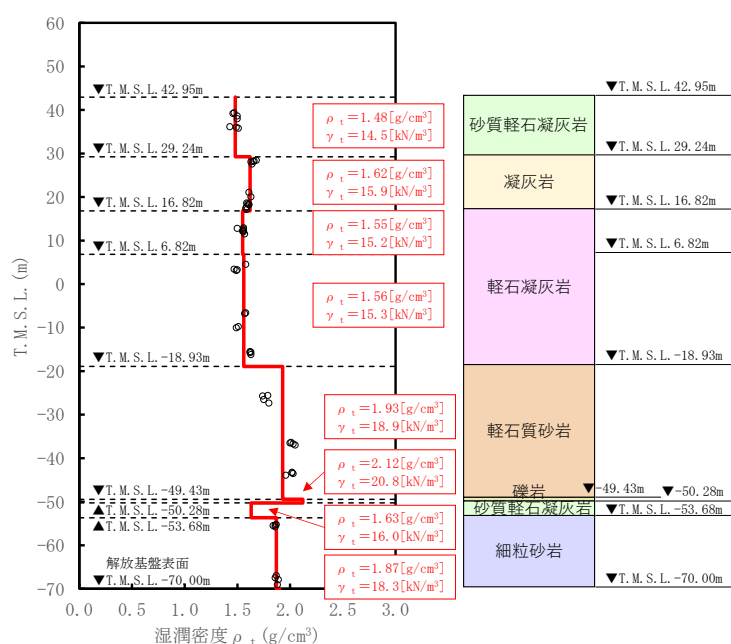 60
50
40
30
20
10
0
-10
-20
-30
-40
-50
-60
-70
T.M.S.L.(m)
0.0 0.5 1.0 1.5 2.0 2.5 3.0
湿潤密度ρt(g/cm³)
▼T.M.S.L.42.95m
▼T.M.S.L.29.24m
▼T.M.S.L.16.82m
▼T.M.S.L.6.82m
▼T.M.S.L.-18.93m
▼T.M.S.L.-49.43m
▲T.M.S.L.-50.28m
▲T.M.S.L.-53.68m
解放基盤表面
▼T.M.S.L.-70.00m
ρt=1.48[g/cm³]
γt=14.5[kN/m³]
ρt=1.62[g/cm³]
γt=15.9[kN/m³]
ρt=1.55[g/cm³]
γt=15.2[kN/m³]
ρt=1.56[g/cm³]
γt=15.3[kN/m³]
ρt=1.93[g/cm³]
γt=18.9[kN/m³]
ρt=2.12[g/cm³]
γt=20.8[kN/m³]
ρt=1.63[g/cm³]
γt=16.0[kN/m³]
ρt=1.87[g/cm³]
γt=18.3[kN/m³]
▼T.M.S.L.42.95m
砂質軽石凝灰岩
▼T.M.S.L.29.24m
凝灰岩
▼T.M.S.L.16.82m
▼T.M.S.L.6.82m
軽石凝灰岩
▼T.M.S.L.-18.93m
軽石質砂岩
礫岩
▼-49.43m
▼-50.28m
砂質軽石凝灰岩
▼T.M.S.L.-53.68m
細粒砂岩
▼T.M.S.L.-70.00m